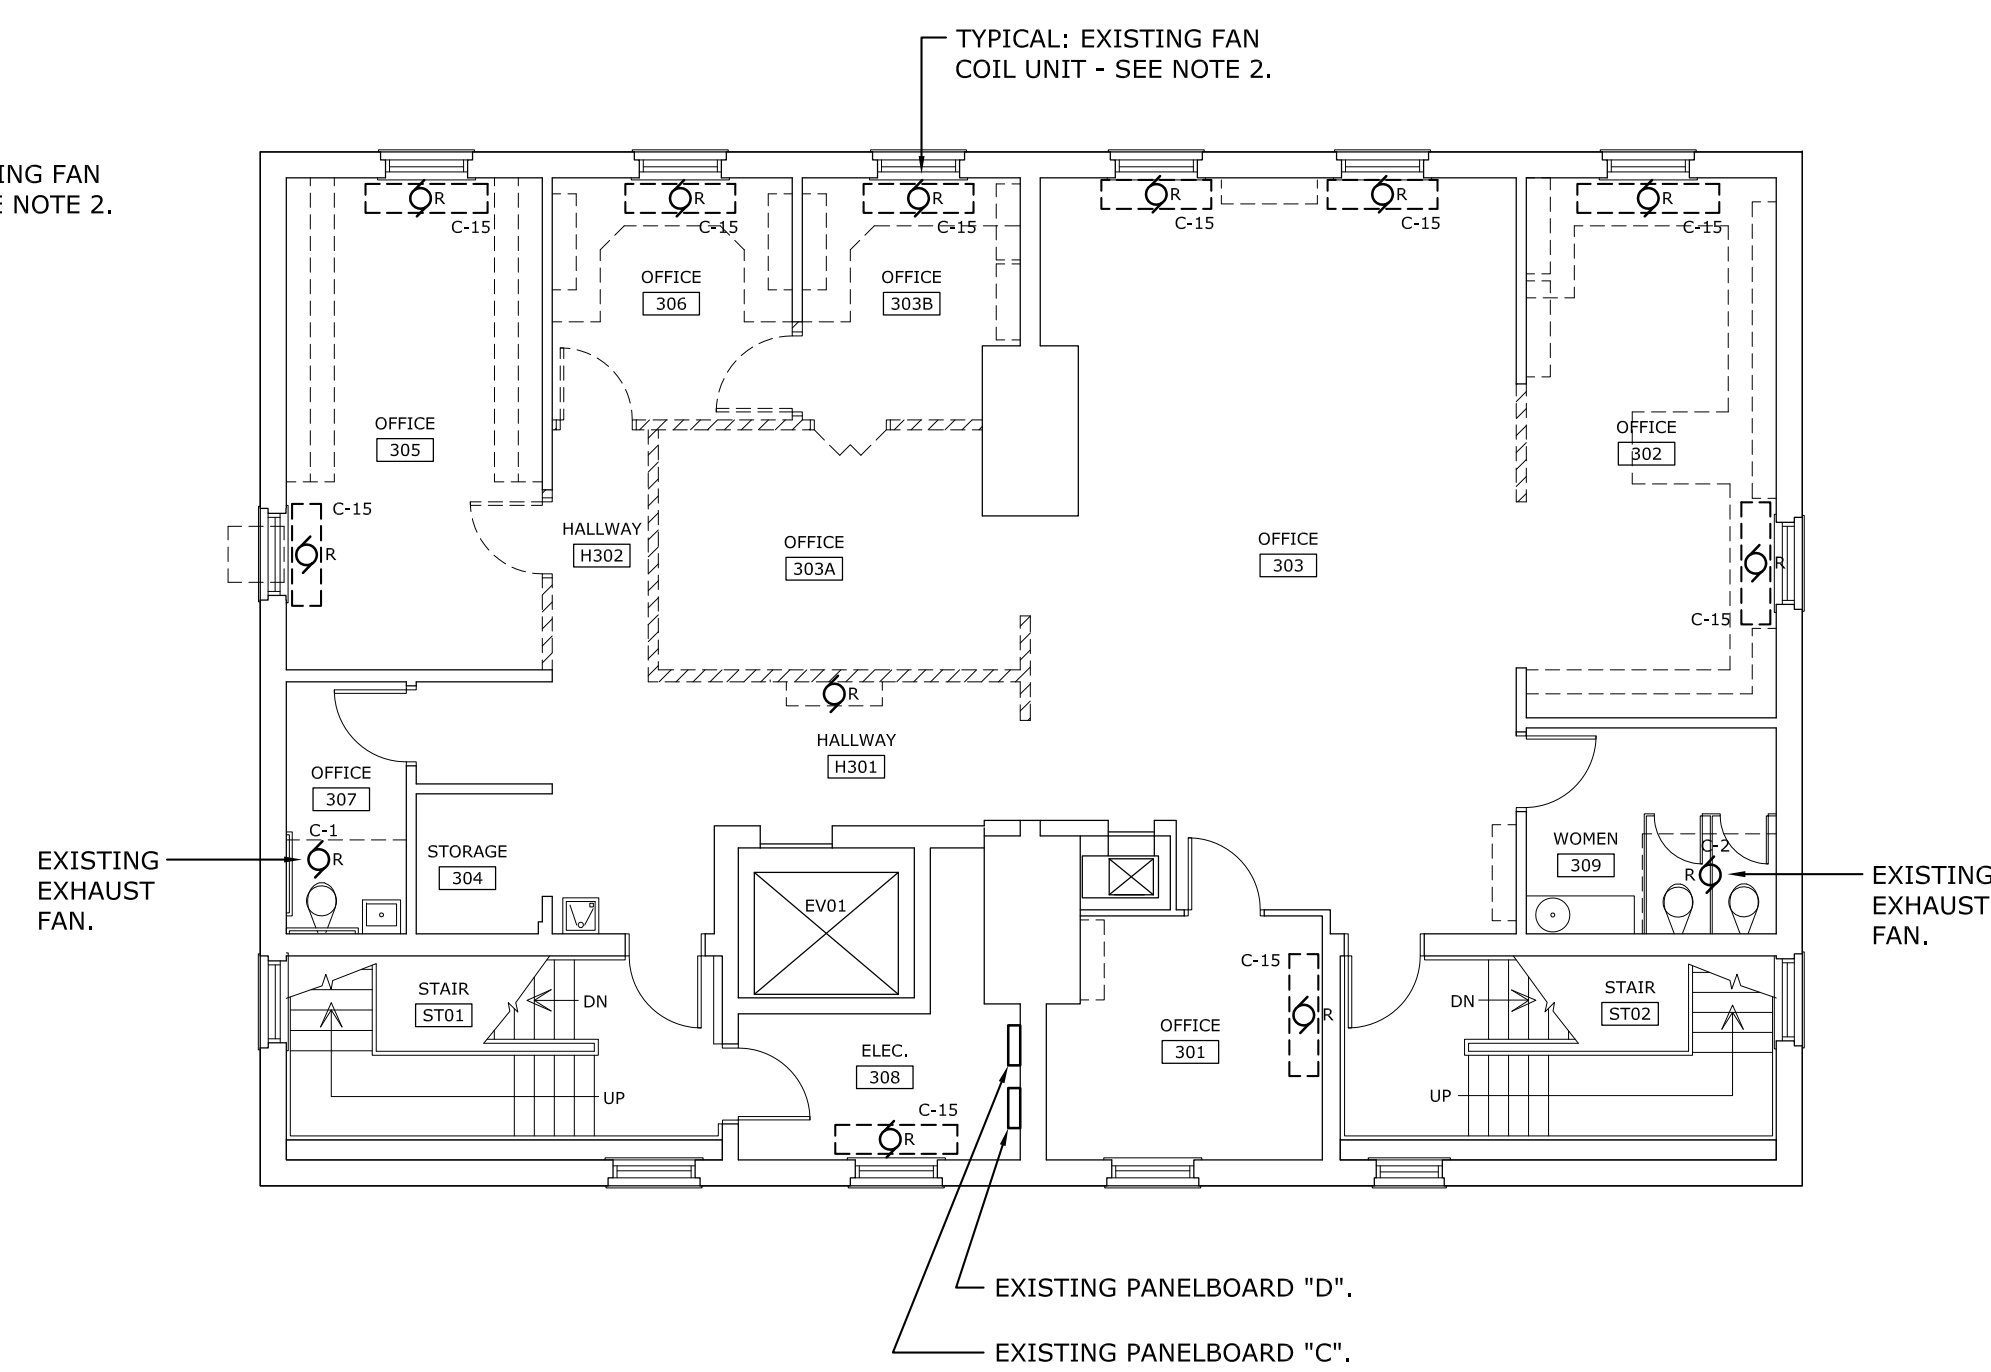 TYPICAL: EXISTING FAN
COIL UNIT - SEE NOTE 2.
ING FAN
E NOTE 2.
R
C-15
R
C-15
R
C-15
R
C-15
R
C-15
R
C-15
OFFICE
306
OFFICE
303B
OFFICE
305
OFFICE
302
C-15
R
HALLWAY
H302
OFFICE
303A
OFFICE
303
R
C-15
R
HALLWAY
H301
OFFICE
307
C-1
R
EXISTING
EXHAUST
FAN.
STORAGE
304
WOMEN
309
C-2
R
EXISTING
EXHAUST
FAN.
EV01
STAIR
ST01
DN
UP
ELEC.
308
C-15
R
C-15
R
OFFICE
301
DN
STAIR
ST02
UP
EXISTING PANELBOARD "D".
EXISTING PANELBOARD "C".